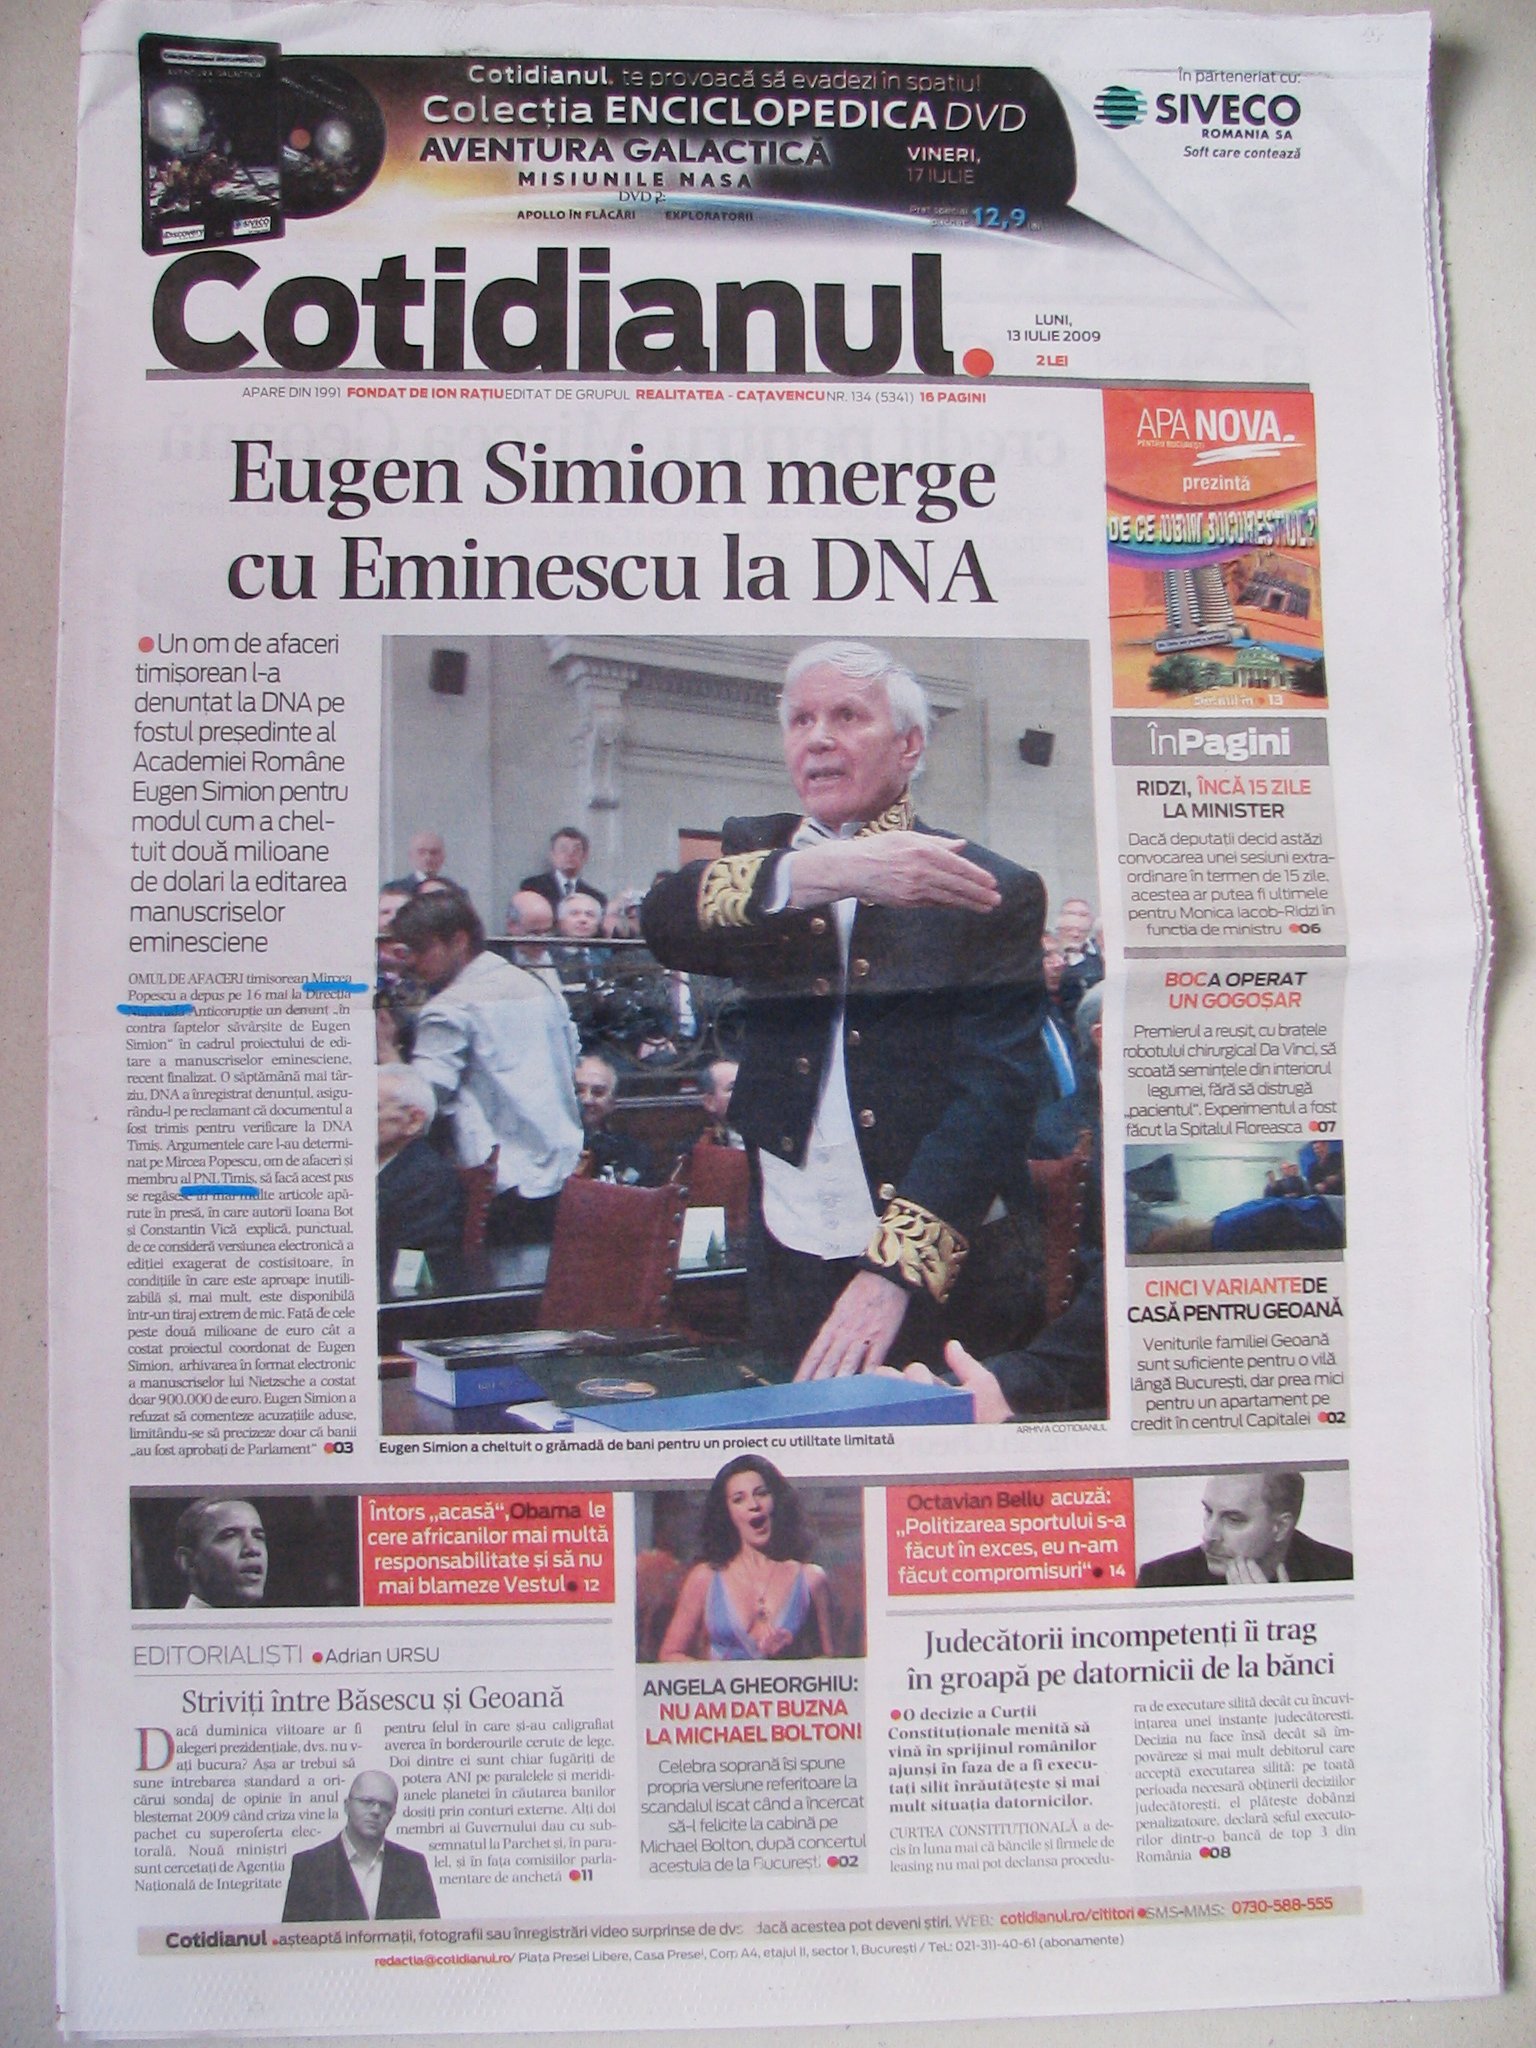 AVENTURA GALACTICĂ
Discovery
SIVECO
Cotidianul. te provoacă să evadezi în spațiu!
Colecția ENCICLOPEDICA DVD
AVENTURA GALACTICĂ
MISIUNILE NASA
DVD 2:
APOLLO ÎN FLĂCĂRI EXPLORATORII
VINERI,
17 IULIE
12,9
În parteneriat cu:
SIVECO
ROMANIA SA
Soft care contează
Cotidianul.
LUNI,
13 IULIE 2009
2 LEI
APARE DIN 1991 FONDAT DE ION RAȚIU EDITAT DE GRUPUL REALITATEA - CAȚAVENCU NR. 134 (5341) 16 PAGINI
Eugen Simion merge
cu Eminescu la DNA
Un om de afaceri
timișorean l-a
denunțat la DNA pe
fostul președinte al
Academiei Române
Eugen Simion pentru
modul cum a chel-
tuit două milioane
de dolari la editarea
manuscriselor
eminesciene
OMUL DE AFACERI timișorean Mircea
Popescu a depus pe 16 mai la Direcția
Națională Anticorupție un denunț „în
contra faptelor săvârșite de Eugen
Simion“ în cadrul proiectului de edi-
tare a manuscriselor eminesciene,
recent finalizat. O săptămână mai târ-
ziu, DNA a înregistrat denunțul, asigu-
rându-l pe reclamant că documentul a
fost trimis pentru verificare la DNA
Timiș. Argumentele care l-au determi-
nat pe Mircea Popescu, om de afaceri și
membru al PNL Timiș, să facă acest pas
se regăsesc în mai multe articole apă-
rute în presă, în care autorii Ioana Bot
și Constantin Vică explică, punctual,
de ce consideră versiunea electronică a
ediției exagerat de costisitoare, în
condițiile în care este aproape inutili-
zabilă și, mai mult, este disponibilă
într-un tiraj extrem de mic. Față de cele
peste două milioane de euro cât a
costat proiectul coordonat de Eugen
Simion, arhivarea în format electronic
a manuscriselor lui Nietzsche a costat
doar 900.000 de euro. Eugen Simion a
refuzat să comenteze acuzațiile aduse,
limitându-se să precizeze doar că banii
„au fost aprobați de Parlament“ 03
ARHIVA COTIDIANUL
Eugen Simion a cheltuit o grămadă de bani pentru un proiect cu utilitate limitată
APA NOVA
PENTRU BUCUREȘTI
prezintă
DE CE IUBIM BUCUREȘTIUL?
13
ÎnPagini
RIDZI, ÎNCĂ 15 ZILE
LA MINISTER
Dacă deputații decid astăzi
convocarea unei sesiuni extra-
ordinare în termen de 15 zile,
acestea ar putea fi ultimele
pentru Monica Iacob-Ridzi în
funcția de ministru 06
BOC A OPERAT
UN GOGOȘAR
Premierul a reușit, cu brațele
robotului chirurgical Da Vinci, să
scoată semințele din interiorul
legumei, fără să distrugă
„pacientul“. Experimentul a fost
făcut la Spitalul Floreasca 07
CINCI VARIANTE DE
CASĂ PENTRU GEOANĂ
Veniturile familiei Geoană
sunt suficiente pentru o vilă
lângă București, dar prea mici
pentru un apartament pe
credit în centrul Capitalei 02
Întors „acasă“, Obama le
cere africanilor mai multă
responsabilitate și să nu
mai blameze Vestul 12
Octavian Bellu acuză:
„Politizarea sportului s-a
făcut în exces, eu n-am
făcut compromisuri“ 14
EDITORIALIȘTI Adrian URSU
Striviți între Băsescu și Geoană
Dacă duminica viitoare ar fi
alegeri prezidențiale, dvs. nu v-
ați bucura? Așa ar trebui să
sune întrebarea standard a ori-
cărui sondaj de opinie în anul
blestemat 2009 când criza vine la
pachet cu superoferta elec-
torală. Nouă miniștri
sunt cercetați de Agenția
Națională de Integritate
pentru felul în care și-au caligrafiat
averea în borderourile cerute de lege.
Doi dintre ei sunt chiar fugăriți de
potera ANI pe paralelele și meridi-
anele planetei în căutarea banilor
dosiți prin conturi externe. Alți doi
membri ai Guvernului dau cu sub-
semnatul la Parchet și, în para-
lel, și în fața comisiilor parla-
mentare de anchetă 11
ANGELA GHEORGHIU:
NU AM DAT BUZNA
LA MICHAEL BOLTON!
Celebra soprană își spune
propria versiune referitoare la
scandalul iscat când a încercat
să-l felicite la cabină pe
Michael Bolton, după concertul
acestuia de la București 02
Judecătorii incompetenți îi trag
în groapă pe datornicii de la bănci
O decizie a Curții
Constituționale menită să
vină în sprijinul românilor
ajunși în faza de a fi execu-
tați silit înrăutățește și mai
mult situația datornicilor.
CURTEA CONSTITUȚIONALĂ a de-
cis în luna mai că băncile și firmele de
leasing nu mai pot declanșa procedu-
ra de executare silită decât cu încuvi-
ințarea unei instanțe judecătorești.
Decizia nu face însă decât să îm-
povăreze și mai mult debitorul care
acceptă executarea silită: pe toată
perioada necesară obținerii deciziilor
judecătorești, el plătește dobânzi
penalizatoare, declară șeful executo-
rilor dintr-o bancă de top 3 din
România 08
Cotidianul așteaptă informații, fotografii sau înregistrări video surprinse de dvs. dacă acestea pot deveni știri. WEB: cotidianul.ro/cititori SMS-MMS: 0730-588-555
redactia@cotidianul.ro/ Piața Presei Libere, Casa Presei, Corp A4, etajul II, sector 1, București / Tel.: 021-311-40-61 (abonamente)